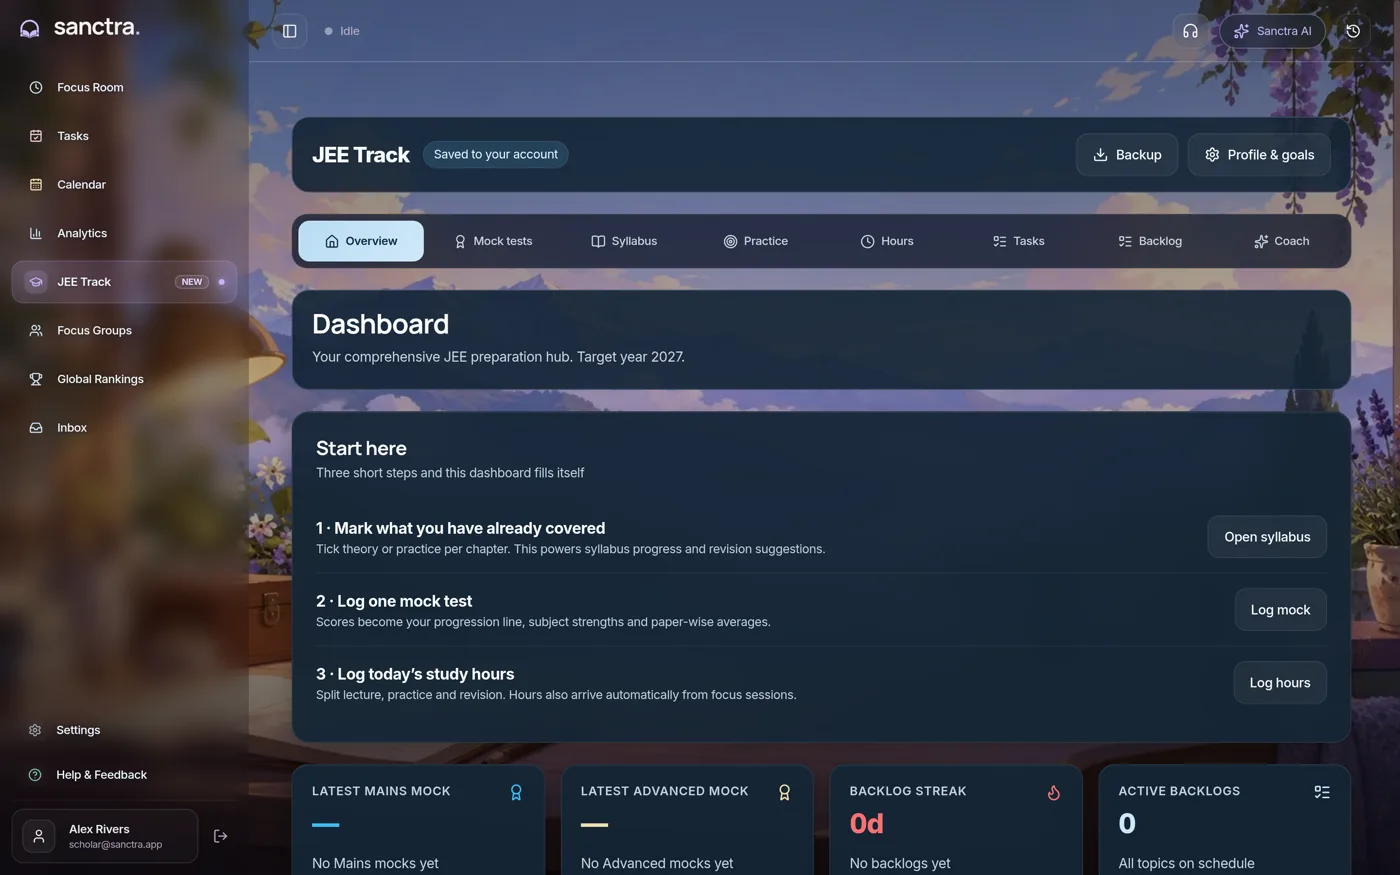 sanctra.
Idle
Sanctra AI
Focus Room
Tasks
Calendar
Analytics
JEE Track NEW
Focus Groups
Global Rankings
Inbox
Settings
Help & Feedback
Alex Rivers
scholar@sanctra.app
JEE Track Saved to your account Backup Profile & goals
Overview Mock tests Syllabus Practice Hours Tasks Backlog Coach
Dashboard
Your comprehensive JEE preparation hub. Target year 2027.
Start here
Three short steps and this dashboard fills itself
1 · Mark what you have already covered
Tick theory or practice per chapter. This powers syllabus progress and revision suggestions.
Open syllabus
2 · Log one mock test
Scores become your progression line, subject strengths and paper-wise averages.
Log mock
3 · Log today’s study hours
Split lecture, practice and revision. Hours also arrive automatically from focus sessions.
Log hours
LATEST MAINS MOCK
—
No Mains mocks yet
LATEST ADVANCED MOCK
—
No Advanced mocks yet
BACKLOG STREAK
0d
No backlogs yet
ACTIVE BACKLOGS
0
All topics on schedule